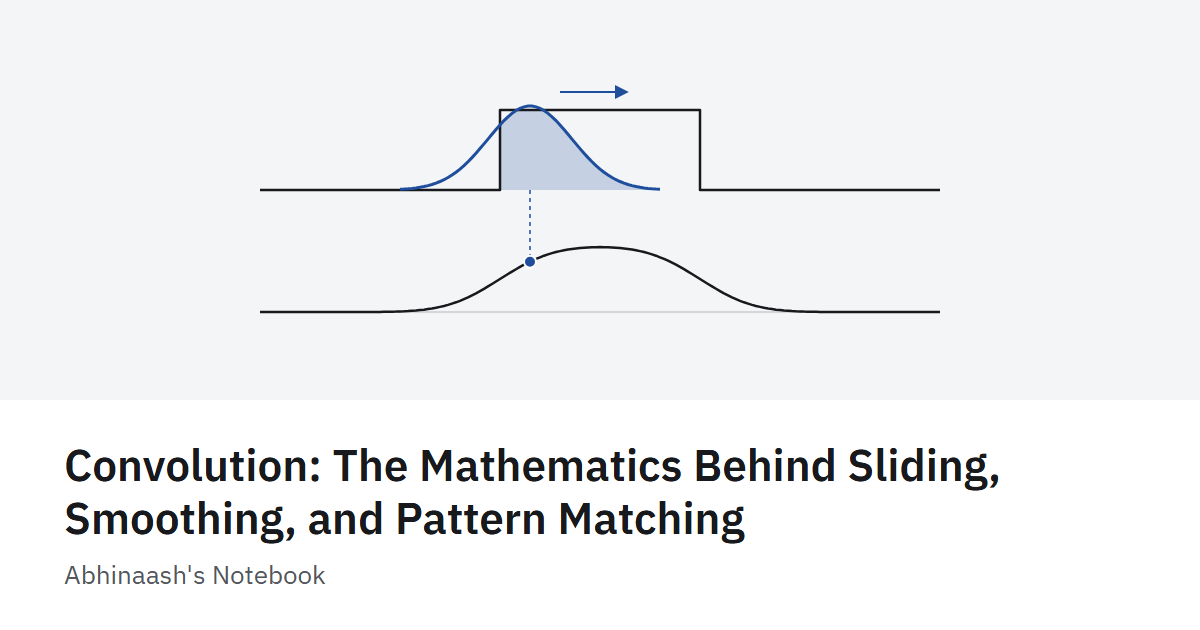 Convolution: The Mathematics Behind Sliding,
Smoothing, and Pattern Matching
Abhinaash's Notebook